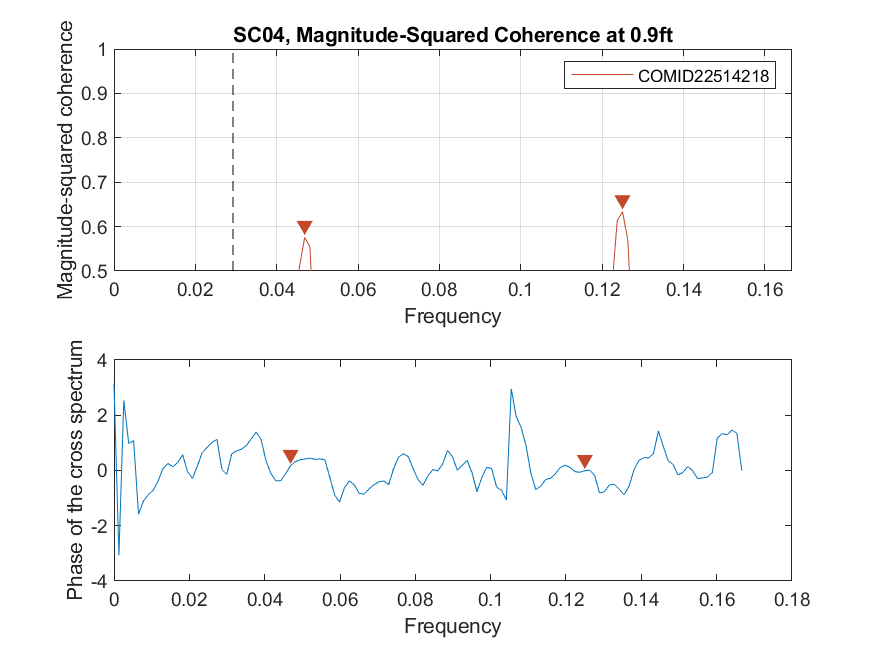 SC04, Magnitude-Squared Coherence at 0.9ft
Magnitude-squared coherence
1
0.9
0.8
0.7
0.6
0.5
COMID22514218
0 0.02 0.04 0.06 0.08 0.1 0.12 0.14 0.16
Frequency
Phase of the cross spectrum
4
2
0
-2
-4
0 0.02 0.04 0.06 0.08 0.1 0.12 0.14 0.16 0.18
Frequency